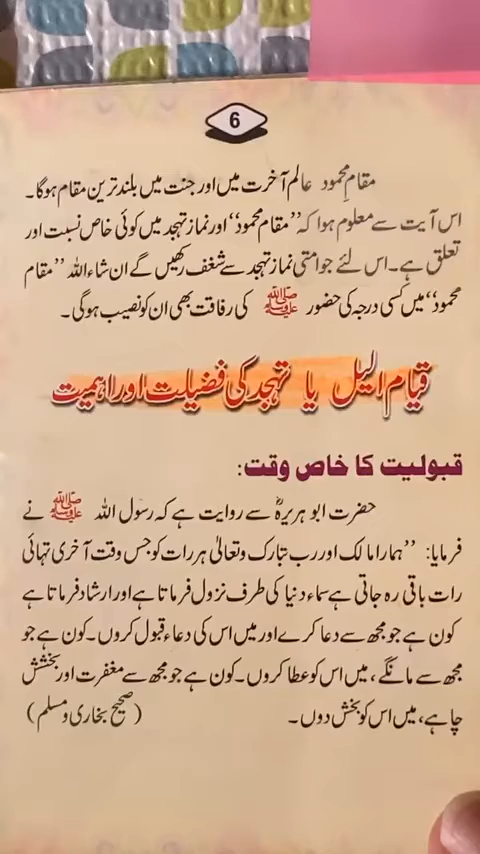 6
مقامِ محمود عالم آخرت میں اور جنت میں بلند ترین مقام ہوگا۔
اس آیت سے معلوم ہوا کہ ”مقام محمود“ اور نماز تہجد میں کوئی خاص نسبت اور
تعلق ہے۔ اس لئے جو امتی نماز تہجد سے شغف رکھیں گے ان شاء اللہ ”مقام
محمود“ میں کسی درجہ کی حضور ﷺ کی رفاقت بھی ان کو نصیب ہوگی۔
قیام الیل یا تہجد کی فضیلت اور اہمیت
قبولیت کا خاص وقت:
حضرت ابو ہریرہؓ سے روایت ہے کہ رسول اللہ ﷺ نے
فرمایا: ”ہمارا مالک اور رب تبارک وتعالیٰ ہر رات کو جس وقت آخری تہائی
رات باقی رہ جاتی ہے سماء دنیا کی طرف نزول فرماتا ہے اور ارشاد فرماتا ہے
کون ہے جو مجھ سے دعا کرے اور میں اس کی دعاء قبول کروں۔ کون ہے جو
مجھ سے مانگے، میں اس کو عطا کروں۔ کون ہے جو مجھ سے مغفرت اور بخشش
چاہے، میں اس کو بخش دوں۔ (صحیح بخاری و مسلم)